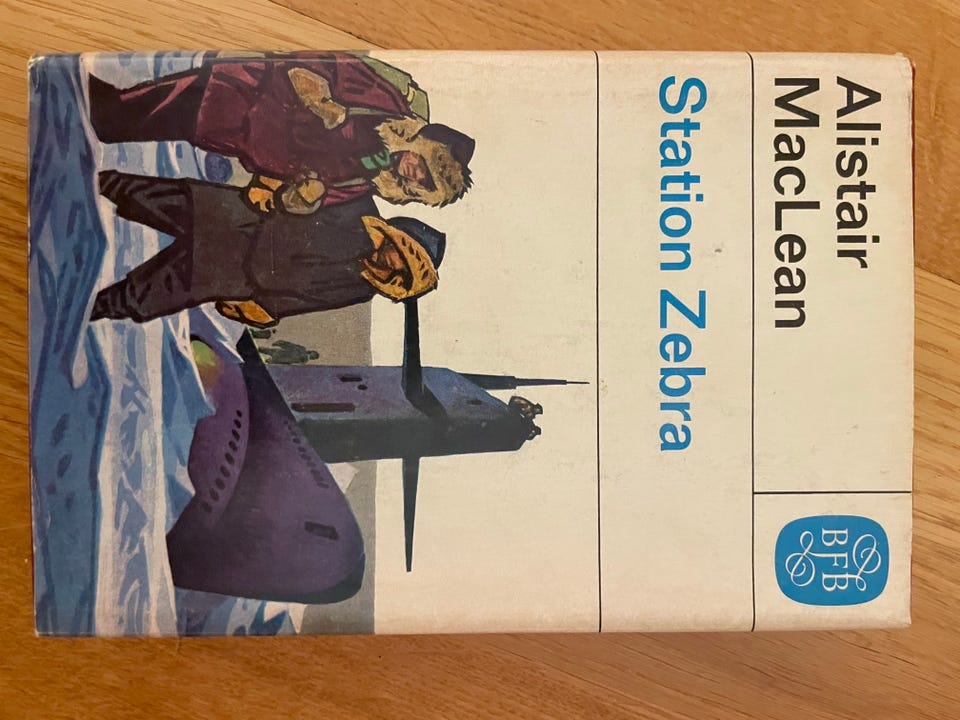 Alistair
MacLean
BFB
Station Zebra